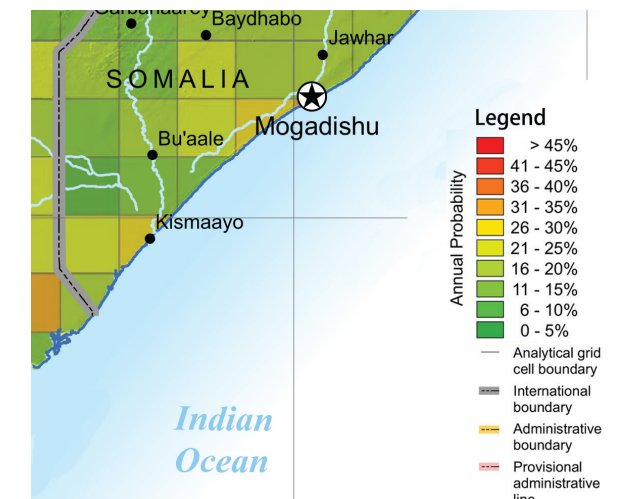 Baydhabo
Jawhar
SOMALIA
Mogadishu
Bu'aale
Kismaayo
Indian
Ocean
Legend
Annual Probability
> 45%
41 - 45%
36 - 40%
31 - 35%
26 - 30%
21 - 25%
16 - 20%
11 - 15%
6 - 10%
0 - 5%
Analytical grid
cell boundary
International
boundary
Administrative
boundary
Provisional
administrative
line